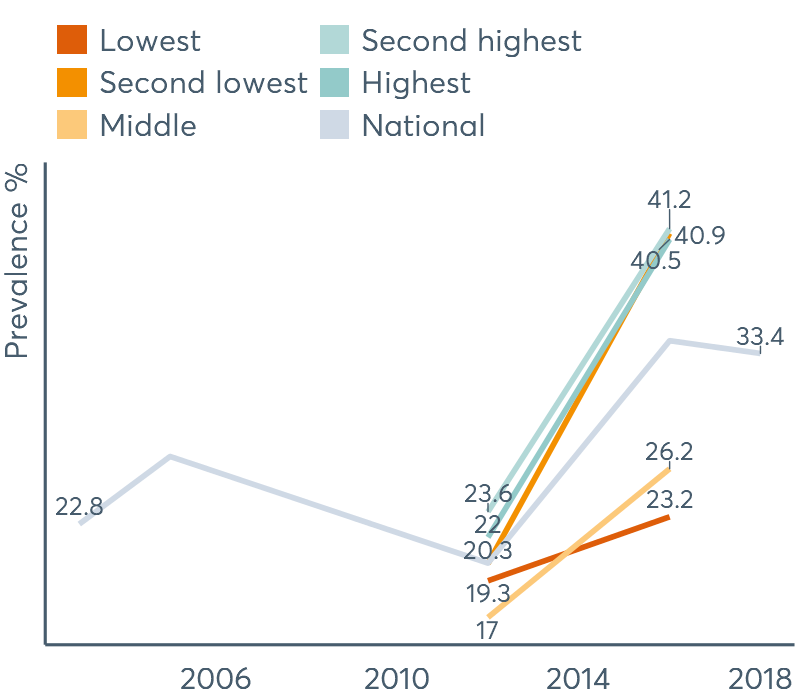 Lowest
Second lowest
Middle
Second highest
Highest
National
Prevalence %
41.2
40.9
40.5
33.4
26.2
23.2
22.8
23.6
22
20.3
19.3
17
2006 2010 2014 2018